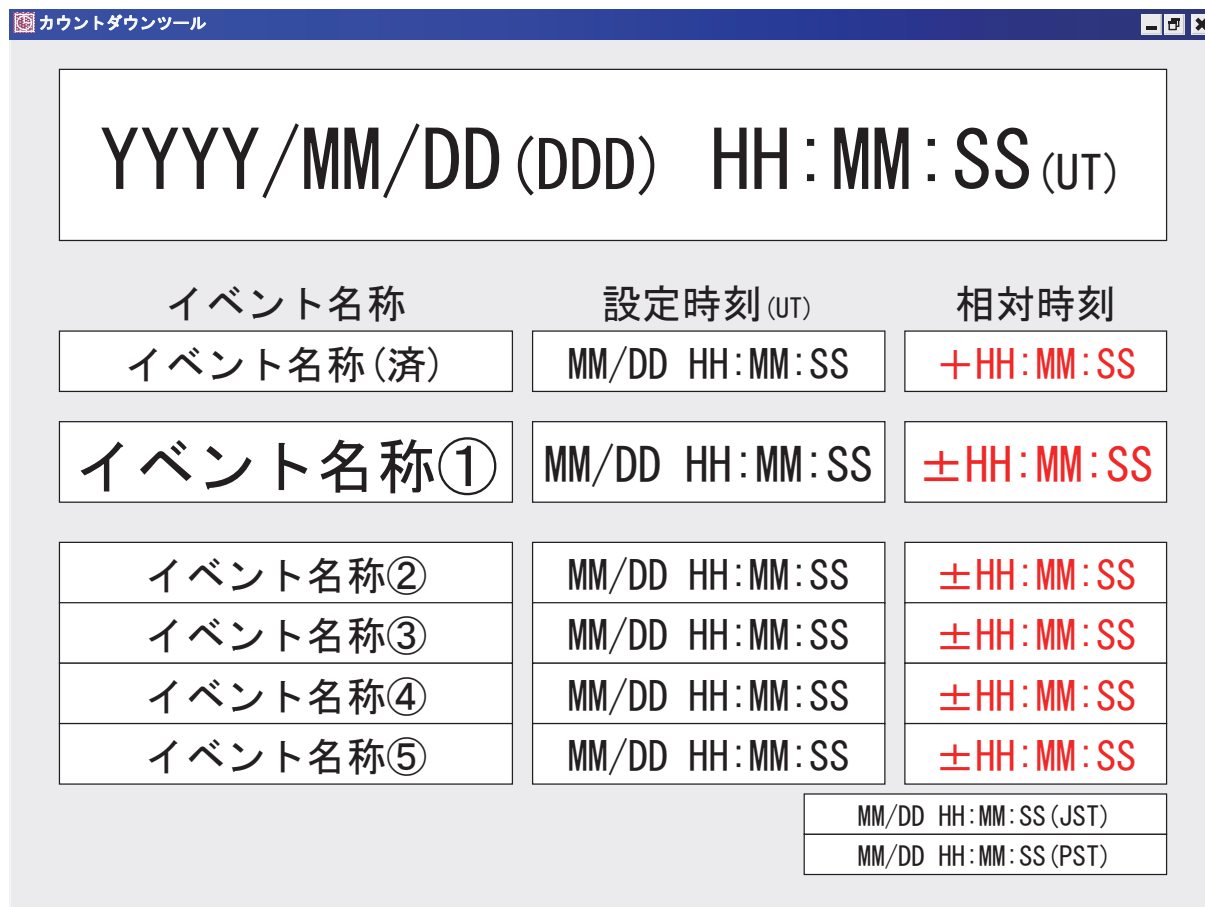 カウントダウンツール
YYYY/MM/DD(DDD) HH:MM:SS(UT)
イベント名称 設定時刻(UT) 相対時刻
イベント名称(済) MM/DD HH:MM:SS +HH:MM:SS
イベント名称① MM/DD HH:MM:SS ±HH:MM:SS
イベント名称② MM/DD HH:MM:SS ±HH:MM:SS
イベント名称③ MM/DD HH:MM:SS ±HH:MM:SS
イベント名称④ MM/DD HH:MM:SS ±HH:MM:SS
イベント名称⑤ MM/DD HH:MM:SS ±HH:MM:SS
MM/DD HH:MM:SS(JST)
MM/DD HH:MM:SS(PST)